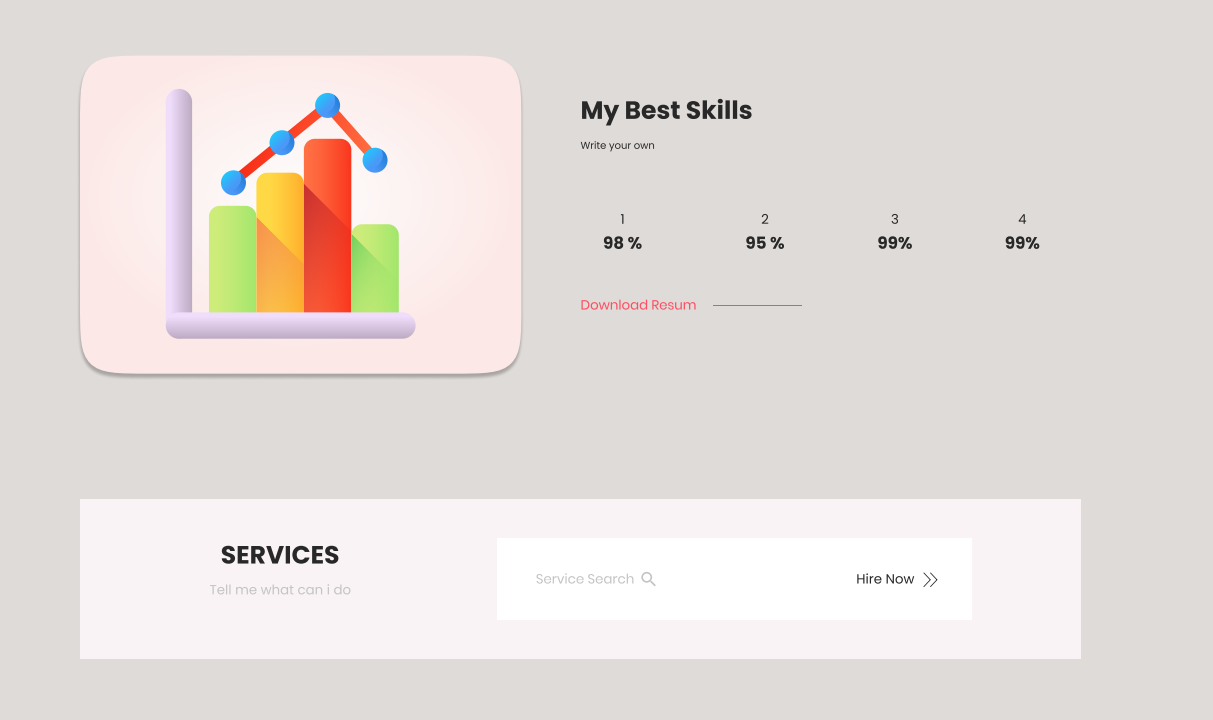 My Best Skills
Write your own
1 2 3 4
98 % 95 % 99% 99%
Download Resum
SERVICES
Tell me what can i do
Service Search
Hire Now